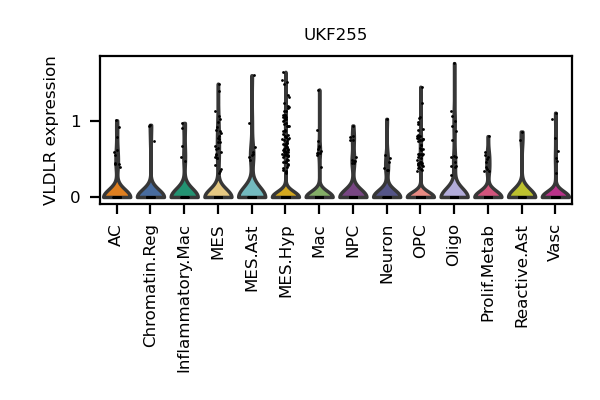 UKF255
VLDLR expression
1
0
AC
Chromatin.Reg
Inflammatory.Mac
MES
MES.Ast
MES.Hyp
Mac
NPC
Neuron
OPC
Oligo
Prolif.Metab
Reactive.Ast
Vasc